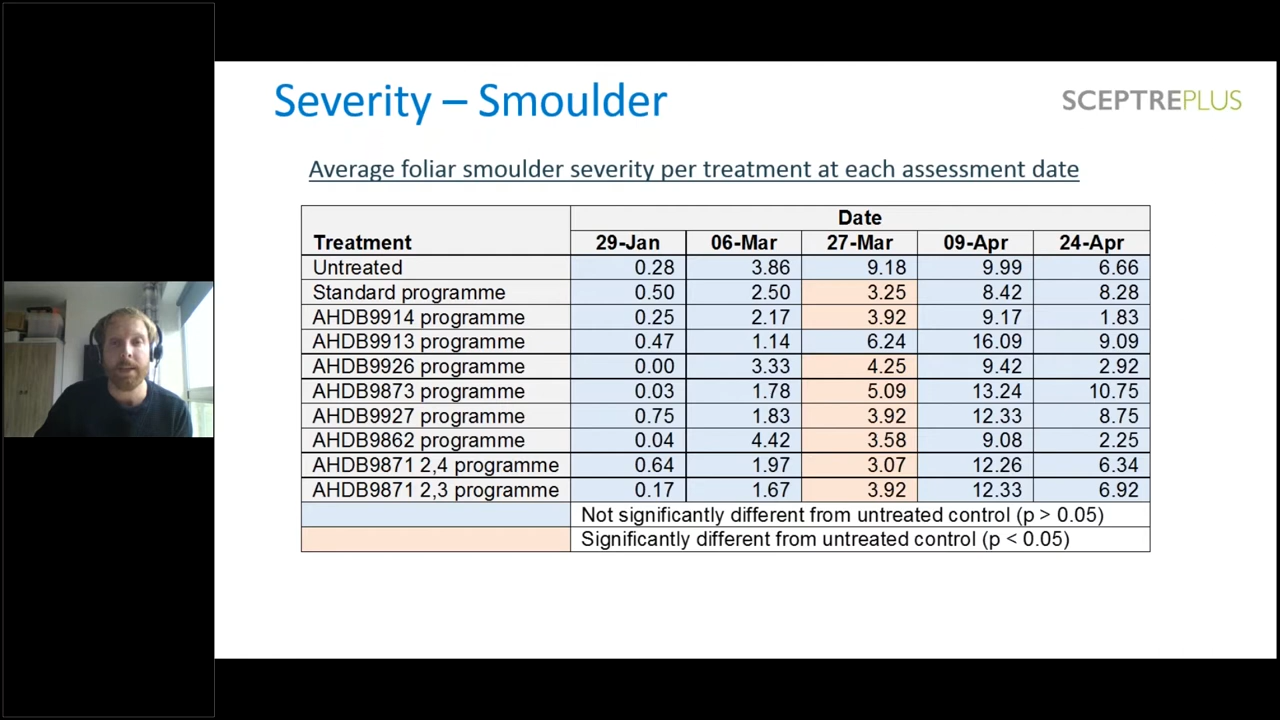 Severity – Smoulder
SCEPTREPLUS
Average foliar smoulder severity per treatment at each assessment date
Date
Treatment 29-Jan 06-Mar 27-Mar 09-Apr 24-Apr
Untreated 0.28 3.86 9.18 9.99 6.66
Standard programme 0.50 2.50 3.25 8.42 8.28
AHDB9914 programme 0.25 2.17 3.92 9.17 1.83
AHDB9913 programme 0.47 1.14 6.24 16.09 9.09
AHDB9926 programme 0.00 3.33 4.25 9.42 2.92
AHDB9873 programme 0.03 1.78 5.09 13.24 10.75
AHDB9927 programme 0.75 1.83 3.92 12.33 8.75
AHDB9862 programme 0.04 4.42 3.58 9.08 2.25
AHDB9871 2,4 programme 0.64 1.97 3.07 12.26 6.34
AHDB9871 2,3 programme 0.17 1.67 3.92 12.33 6.92
Not significantly different from untreated control (p > 0.05)
Significantly different from untreated control (p < 0.05)